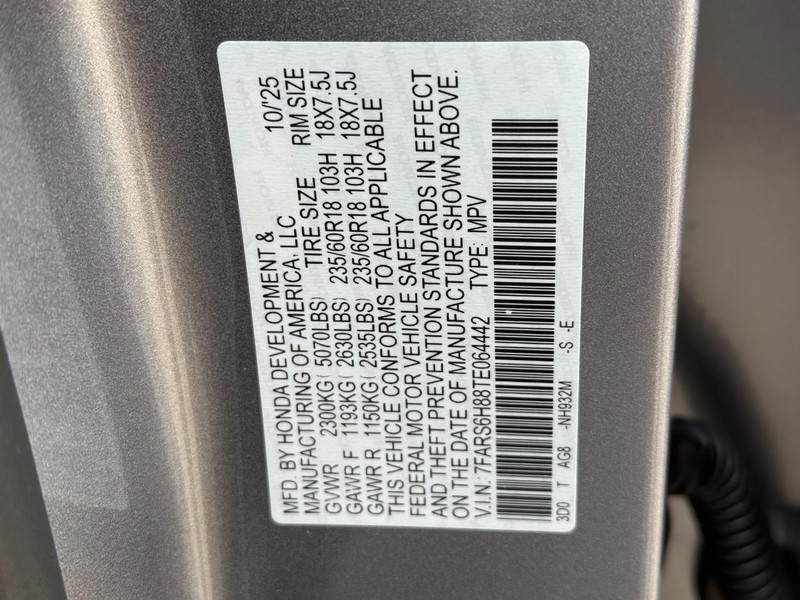 MFD. BY HONDA DEVELOPMENT &
MANUFACTURING OF AMERICA, LLC 10/'25
TIRE SIZE RIM SIZE
GVWR 2300KG( 5070LBS)
GAWR F 1193KG( 2630LBS) 235/60R18 103H 18X7.5J
GAWR R 1150KG( 2535LBS) 235/60R18 103H 18X7.5J
THIS VEHICLE CONFORMS TO ALL APPLICABLE
FEDERAL MOTOR VEHICLE SAFETY
AND THEFT PREVENTION STANDARDS IN EFFECT
ON THE DATE OF MANUFACTURE SHOWN ABOVE.
V.I.N: 7FARS6H88TE064442 TYPE: MPV
3D0 T AG8 -NH932M -S -E